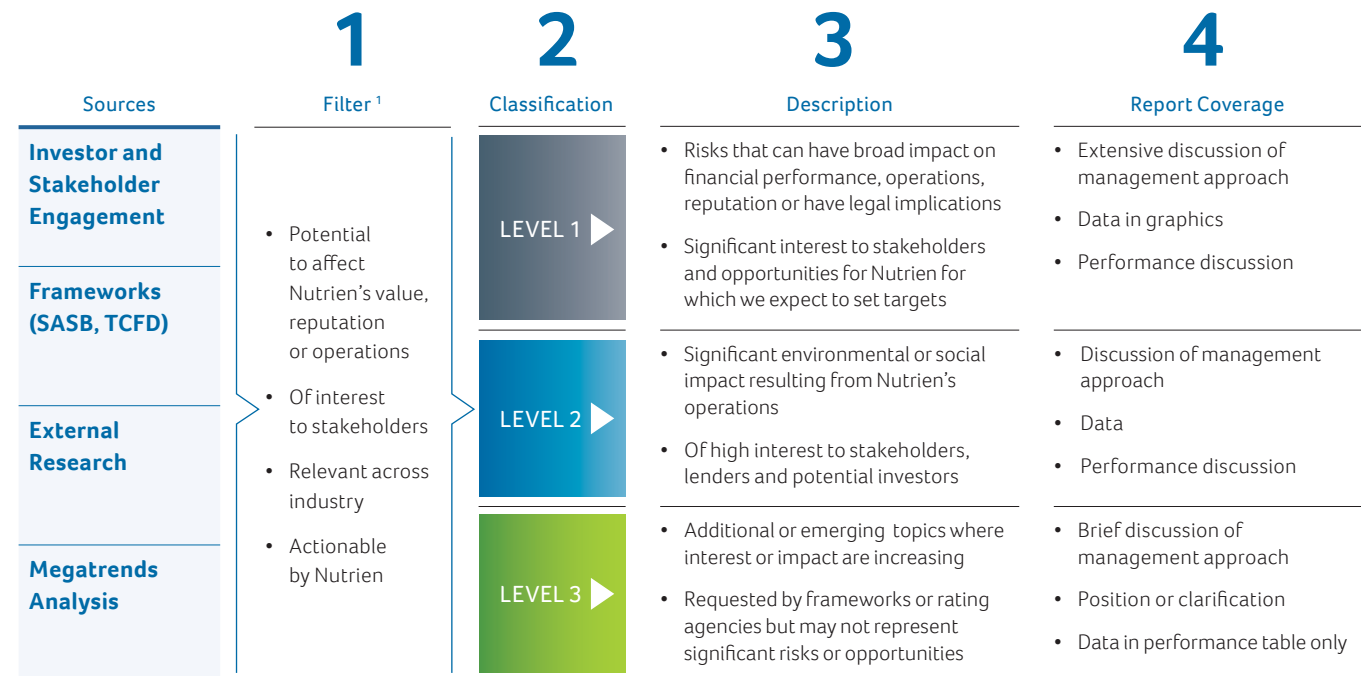 1
2
3
4
Sources
Filter 1
Classification
Description
Report Coverage
Investor and
Stakeholder
Engagement
Frameworks
(SASB, TCFD)
External
Research
Megatrends
Analysis
• Potential
to affect
Nutrien's value,
reputation
or operations
• Of interest
to stakeholders
• Relevant across
industry
• Actionable
by Nutrien
LEVEL 1
• Risks that can have broad impact on
financial performance, operations,
reputation or have legal implications
• Significant interest to stakeholders
and opportunities for Nutrien for
which we expect to set targets
• Extensive discussion of
management approach
• Data in graphics
• Performance discussion
LEVEL 2
• Significant environmental or social
impact resulting from Nutrien's
operations
• Of high interest to stakeholders,
lenders and potential investors
• Discussion of management
approach
• Data
• Performance discussion
LEVEL 3
• Additional or emerging topics where
interest or impact are increasing
• Requested by frameworks or rating
agencies but may not represent
significant risks or opportunities
• Brief discussion of
management approach
• Position or clarification
• Data in performance table only